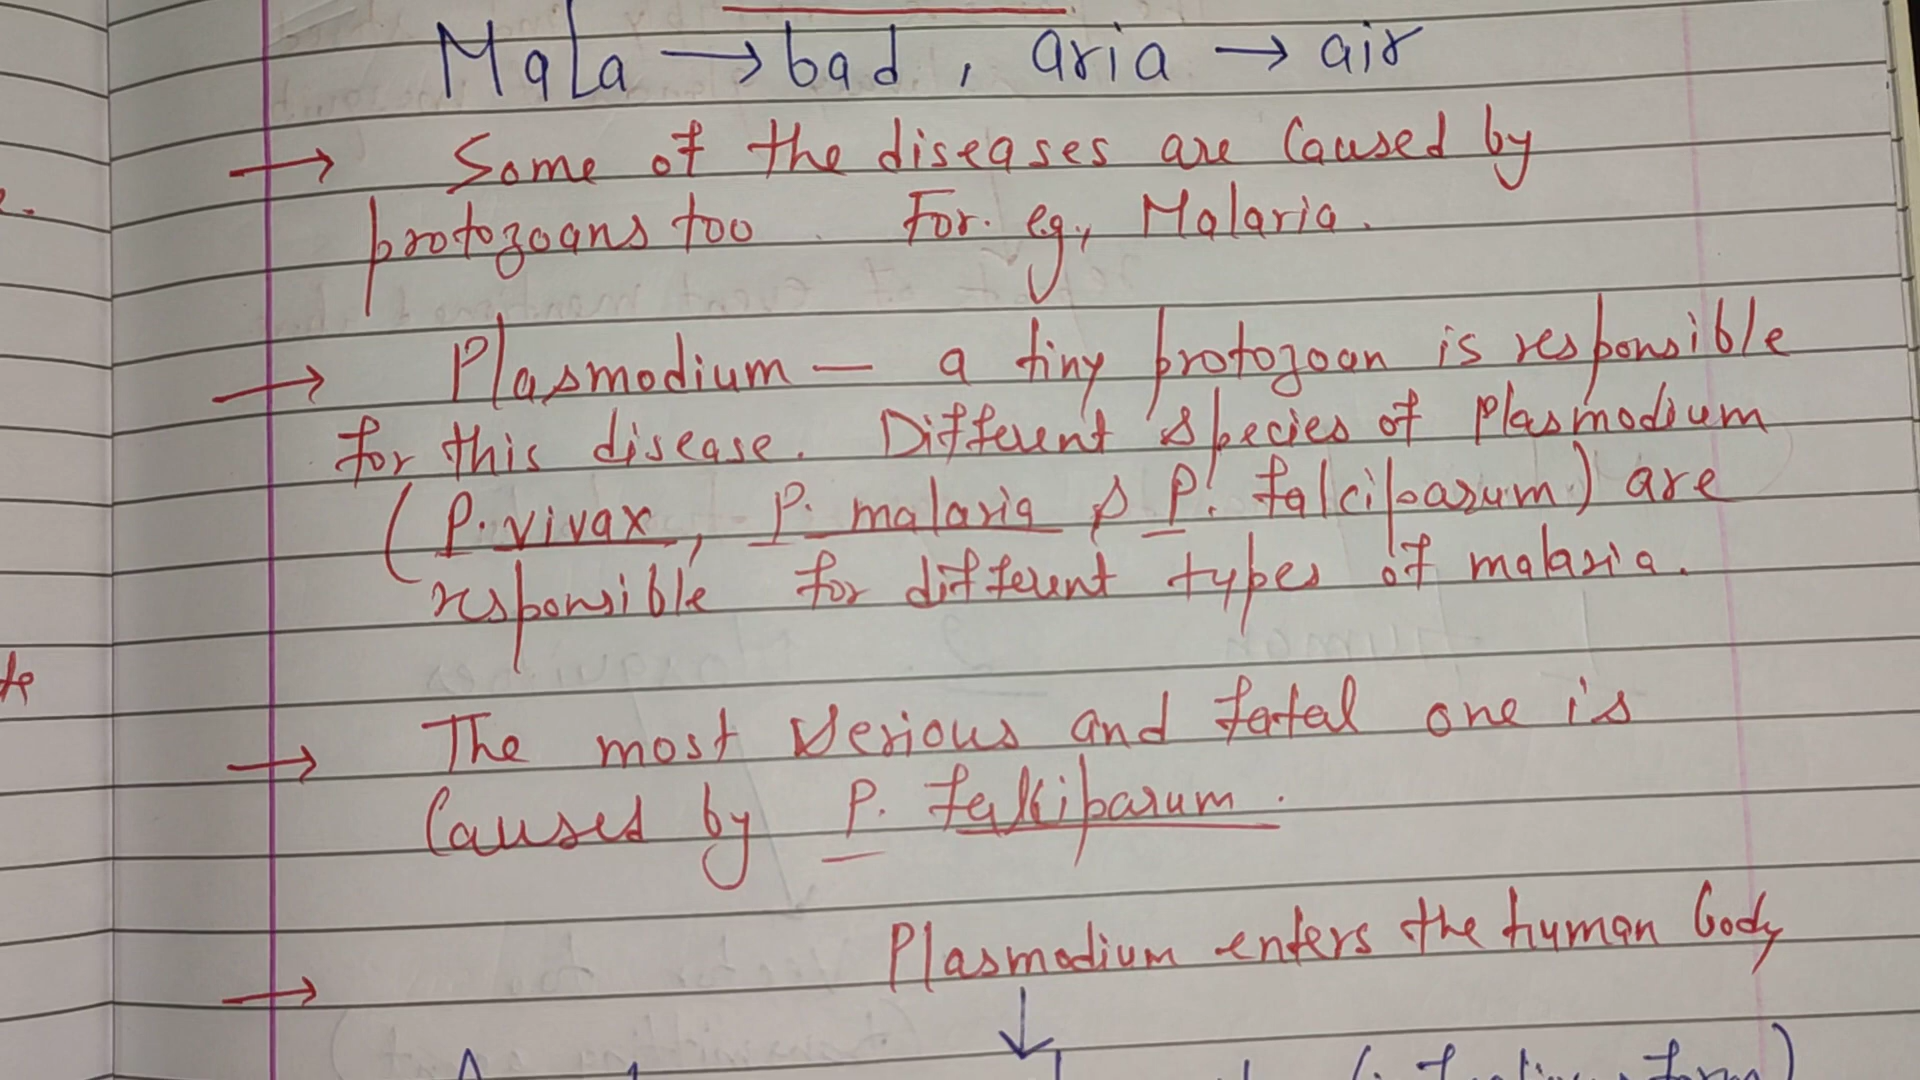 Mala → bad , aria → air
→ Some of the diseases are caused by
protozoans too . For. eg., Malaria.
→ Plasmodium — a tiny protozoan is responsible
for this disease. Different species of Plasmodium
(P. vivax, P. malaria & P. falciparum) are
responsible for different types of malaria.
→ The most serious and fatal one is
caused by P. falciparum.
→ Plasmodium enters the human body
↓